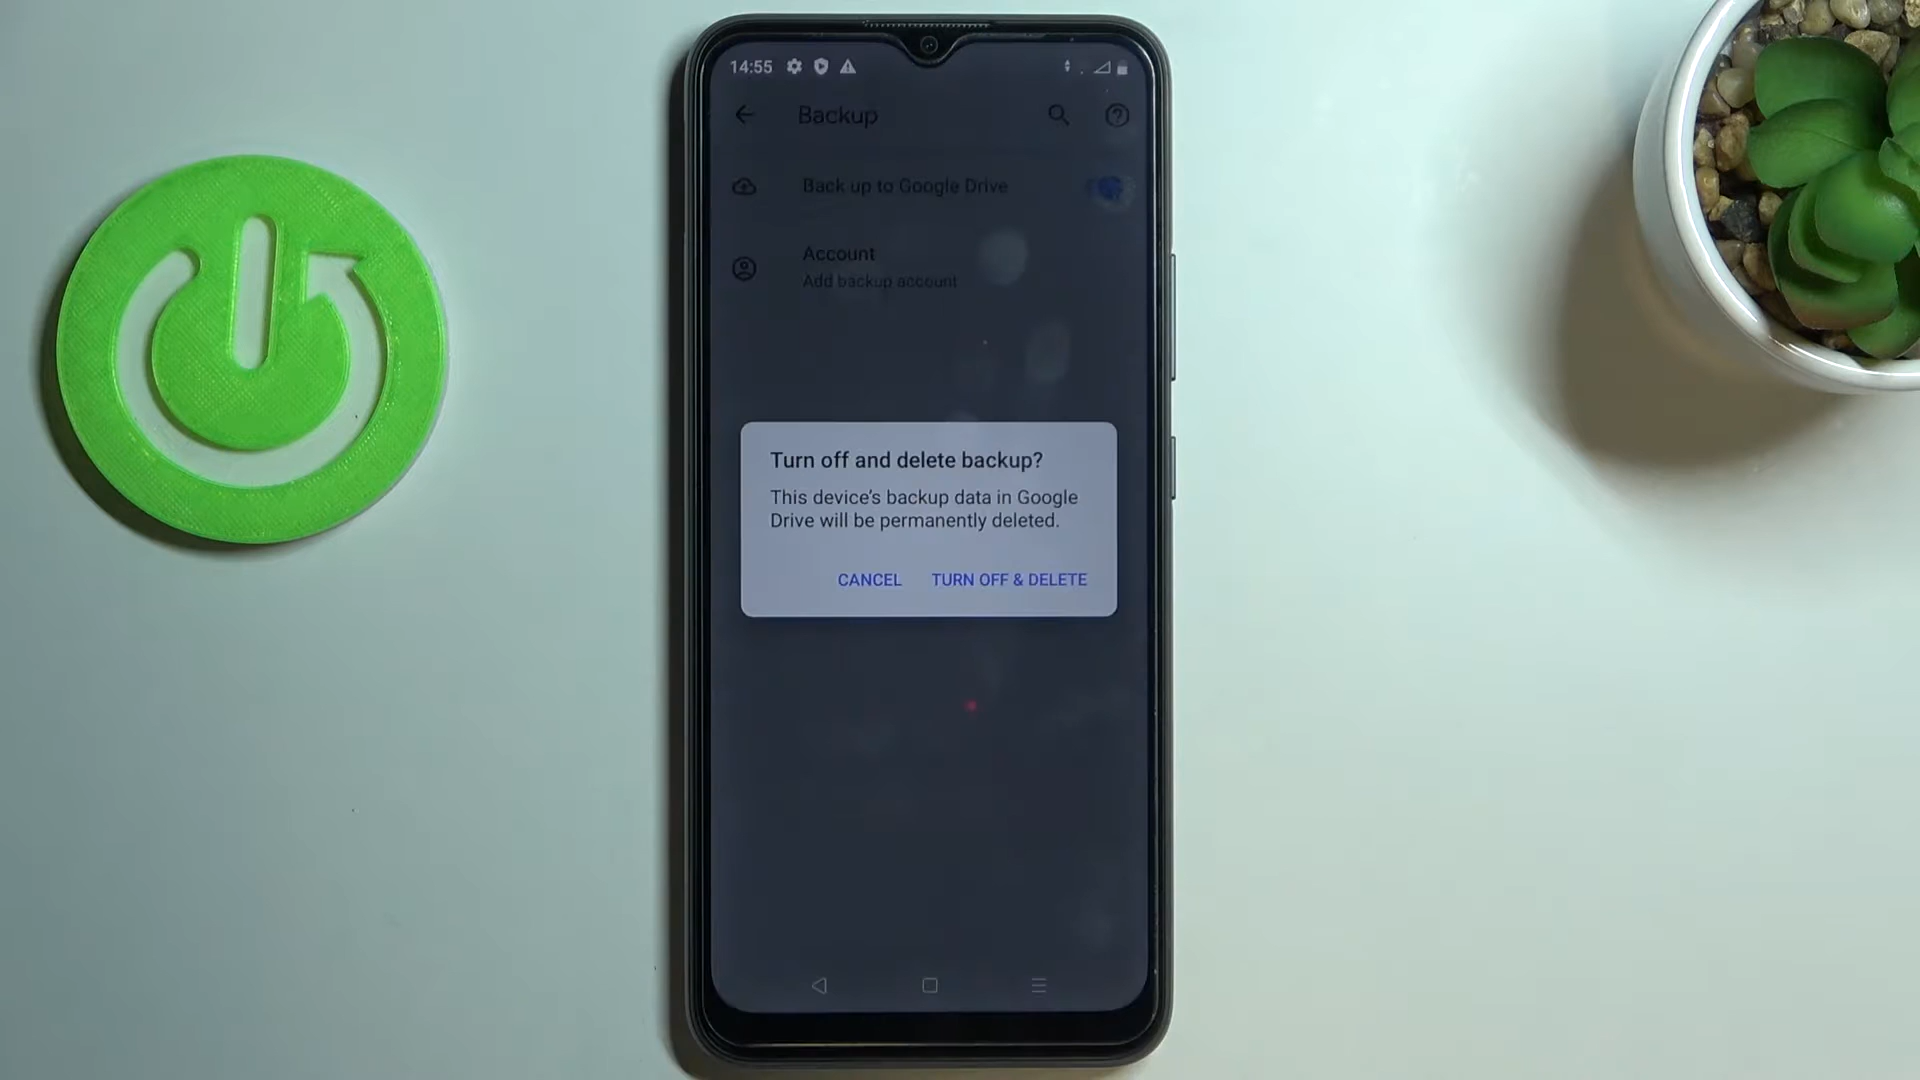 14:55
Backup
Back up to Google Drive
Account
Add backup account
Turn off and delete backup?
This device's backup data in Google
Drive will be permanently deleted.
CANCEL TURN OFF & DELETE